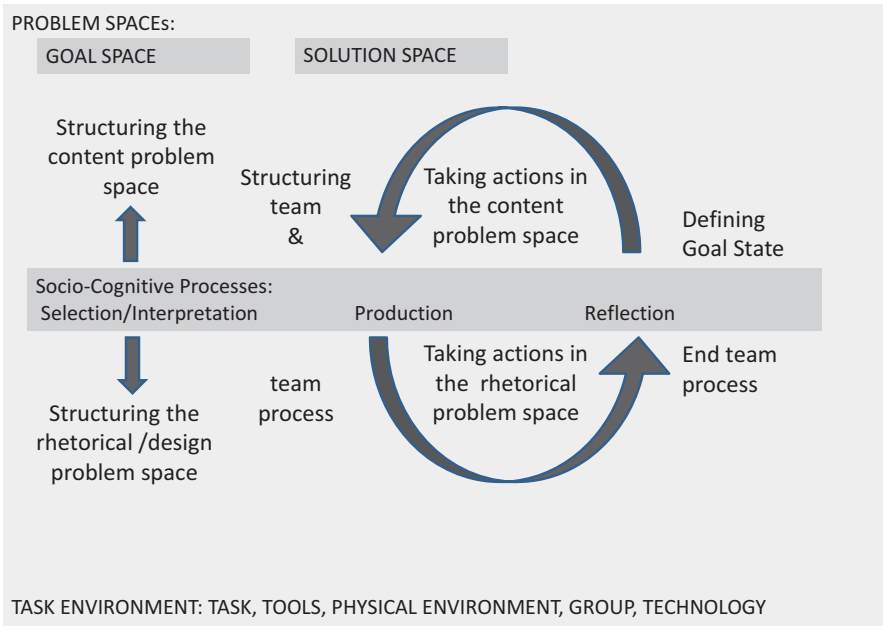 PROBLEM SPACEs:
GOAL SPACE
SOLUTION SPACE
Structuring the
content problem
space
Structuring
team
&
Taking actions in
the content
problem space
Defining
Goal State
Socio-Cognitive Processes:
Selection/Interpretation
Production
Reflection
Structuring the
rhetorical /design
problem space
team
process
Taking actions in
the rhetorical
problem space
End team
process
TASK ENVIRONMENT: TASK, TOOLS, PHYSICAL ENVIRONMENT, GROUP, TECHNOLOGY